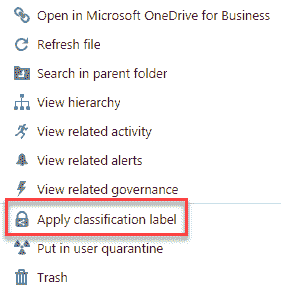 Open in Microsoft OneDrive for Business
Refresh file
Search in parent folder
View hierarchy
View related activity
View related alerts
View related governance
Apply classification label
Put in user quarantine
Trash